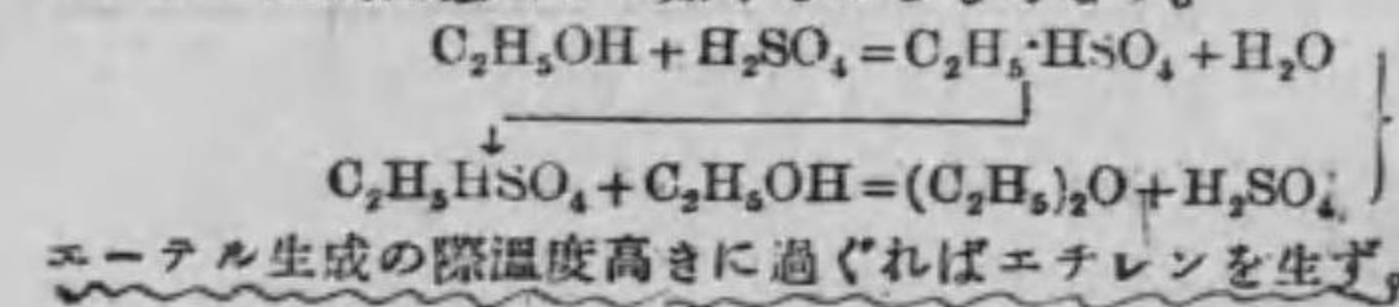 C₂H₅OH+H₂SO₄=C₂H₅·HSO₄+H₂O
C₂H₅HSO₄+C₂H₅OH=(C₂H₅)₂O+H₂SO₄
エーテル生成の際溫度高きに過ぐればエチレンを生ず。